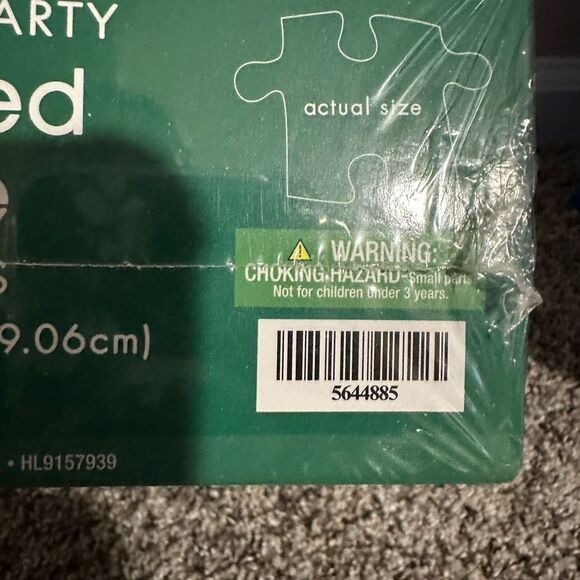 ARTY
ed
e
actual size
⚠ WARNING:
CHOKING HAZARD-Small parts
Not for children under 3 years.
9.06cm)
5644885
• HL9157939